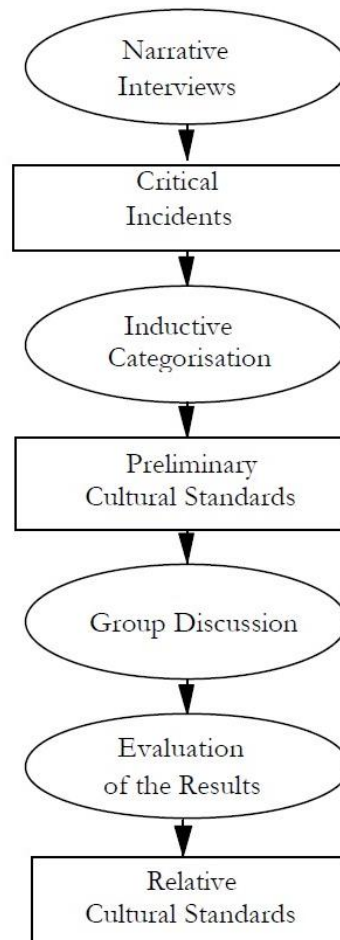 Narrative
Interviews
Critical
Incidents
Inductive
Categorisation
Preliminary
Cultural Standards
Group Discussion
Evaluation
of the Results
Relative
Cultural Standards